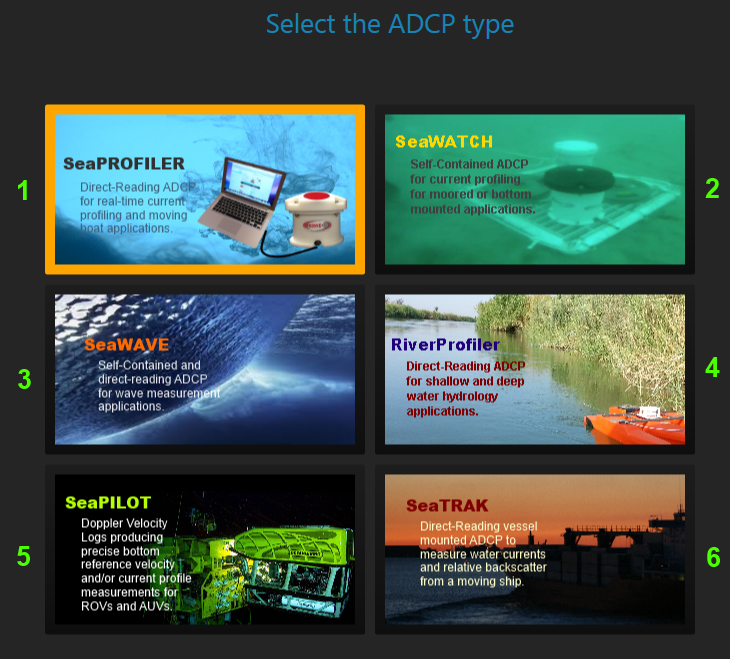 Select the ADCP type
1
SeaPROFILER
Direct-Reading ADCP
for real-time current
profiling and moving
boat applications.
2
SeaWATCH
Self-Contained ADCP
for current profiling
for moored or bottom
mounted applications.
3
SeaWAVE
Self-Contained and
direct-reading ADCP
for wave measurement
applications.
4
RiverProfiler
Direct-Reading ADCP
for shallow and deep
water hydrology
applications.
5
SeaPILOT
Doppler Velocity
Logs producing
precise bottom
reference velocity
and/or current profile
measurements for
ROVs and AUVs.
6
SeaTRAK
Direct-Reading vessel
mounted ADCP to
measure water currents
and relative backscatter
from a moving ship.